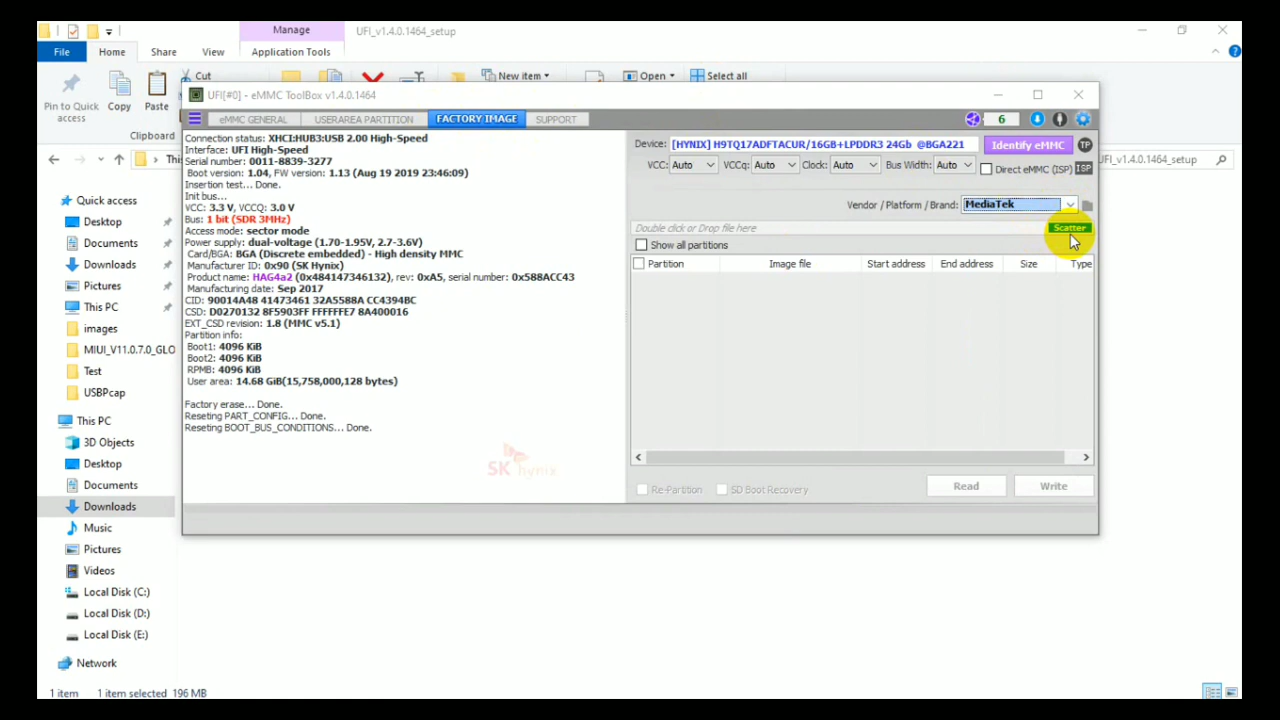 Manage
UFI_v1.4.0.1464_setup
File
Home
Share
View
Application Tools
Pin to Quick access
Copy
Paste
Cut
New item
Open
Select all
Clipboard
UFI[#0] - eMMC ToolBox v1.4.0.1464
eMMC GENERAL
USERAREA PARTITION
FACTORY IMAGE
SUPPORT
6
Connection status: XHCI:HUB3:USB 2.00 High-Speed
Interface: UFI High-Speed
Serial number: 0011-8839-3277
Boot version: 1.04, FW version: 1.13 (Aug 19 2019 23:46:09)
Insertion test... Done.
Init bus...
VCC: 3.3 V, VCCQ: 3.0 V
Bus: 1 bit (SDR 3MHz)
Access mode: sector mode
Power supply: dual-voltage (1.70-1.95V, 2.7-3.6V)
Card/BGA: BGA (Discrete embedded) - High density MMC
Manufacturer ID: 0x90 (SK Hynix)
Product name: HAG4a2 (0x484147346132), rev: 0xA5, serial number: 0x588ACC43
Manufacturing date: Sep 2017
CID: 90014A48 41473461 32A5588A CC4394BC
CSD: D0270132 8F5903FF FFFFFFE7 8A400016
EXT_CSD revision: 1.8 (MMC v5.1)
Partition info:
Boot1: 4096 KiB
Boot2: 4096 KiB
RPMB: 4096 KiB
User area: 14.68 GiB(15,758,000,128 bytes)
Factory erase... Done.
Reseting PART_CONFIG... Done.
Reseting BOOT_BUS_CONDITIONS... Done.
SK hynix
Device: [HYNIX] H9TQ17ADFTACUR/16GB+LPDDR3 24Gb @BGA221
Identify eMMC
TP
VCC: Auto
VCCq: Auto
Clock: Auto
Bus Width: Auto
Direct eMMC (ISP)
ISP
Vendor / Platform / Brand: MediaTek
Double click or Drop file here
Scatter
Show all partitions
Partition
Image file
Start address
End address
Size
Type
Re-Partition
SD Boot Recovery
Read
Write
This
UFI_v1.4.0.1464_setup
Quick access
Desktop
Documents
Downloads
Pictures
This PC
images
MIUI_V11.0.7.0_GLO
Test
USBPcap
This PC
3D Objects
Desktop
Documents
Downloads
Music
Pictures
Videos
Local Disk (C:)
Local Disk (D:)
Local Disk (E:)
Network
1 item
1 item selected 196 MB